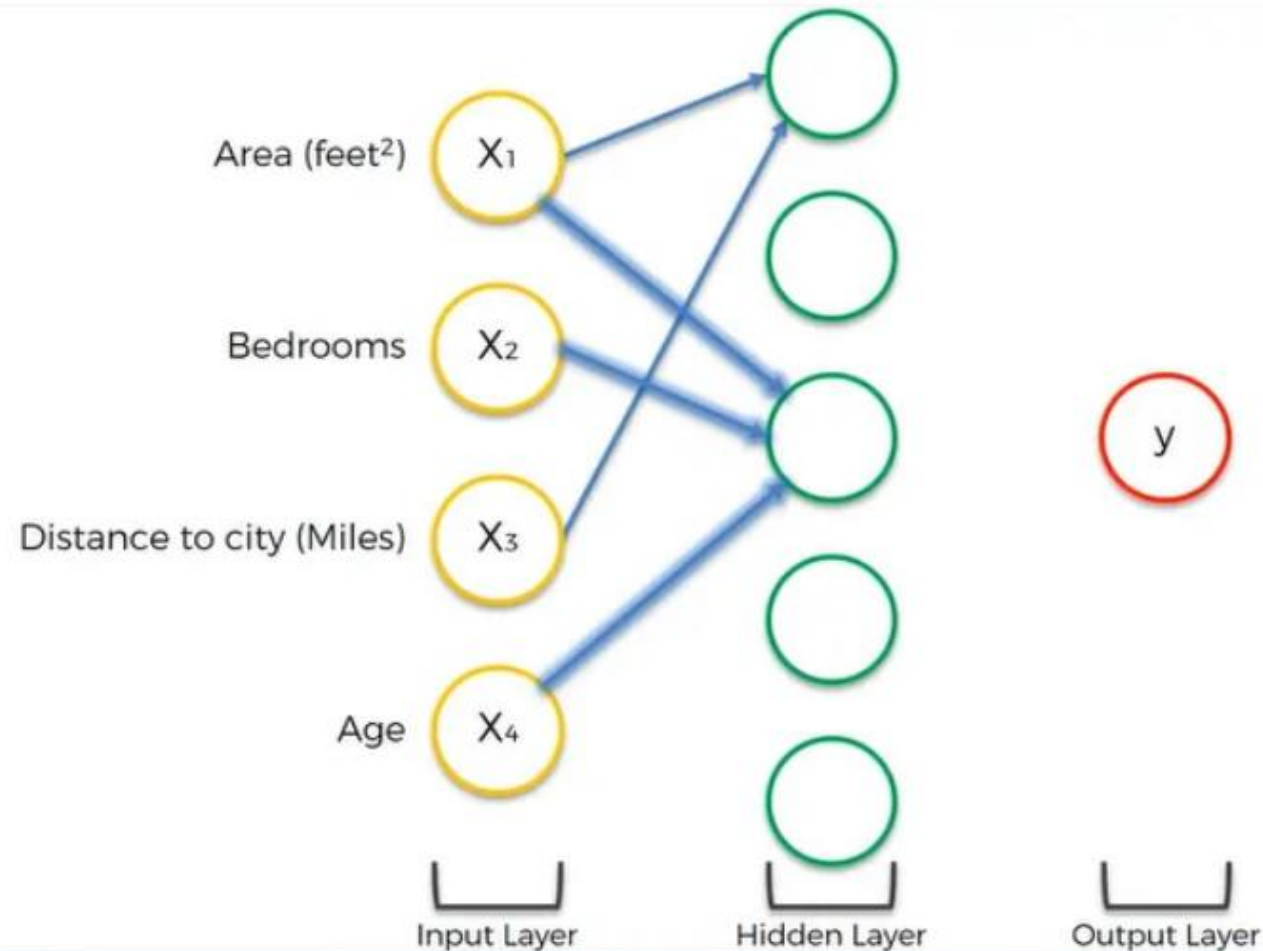 Area (feet²)
X₁
Bedrooms
X₂
Distance to city (Miles)
X₃
Age
X₄
y
Input Layer
Hidden Layer
Output Layer